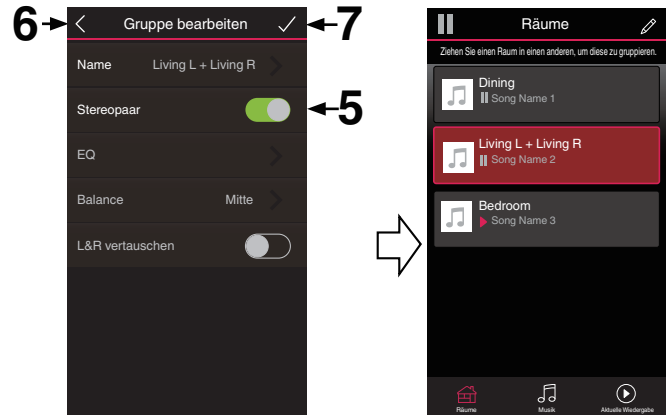 6 Gruppe bearbeiten 7
Name Living L + Living R
Stereopaar 5
EQ
Balance Mitte
L&R vertauschen
Räume
Ziehen Sie einen Raum in einen anderen, um diese zu gruppieren.
Dining
Song Name 1
Living L + Living R
Song Name 2
Bedroom
Song Name 3
Räume Musik Aktuelle Wiedergabe